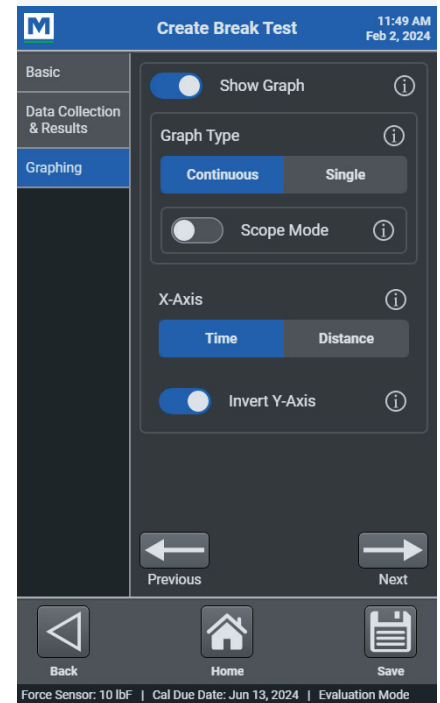 M
Create Break Test
11:49 AM
Feb 2, 2024
Basic
Data Collection
& Results
Graphing
Show Graph
i
Graph Type
i
Continuous
Single
Scope Mode
i
X-Axis
i
Time
Distance
Invert Y-Axis
i
Previous
Next
Back
Home
Save
Force Sensor: 10 lbF | Cal Due Date: Jun 13, 2024 | Evaluation Mode